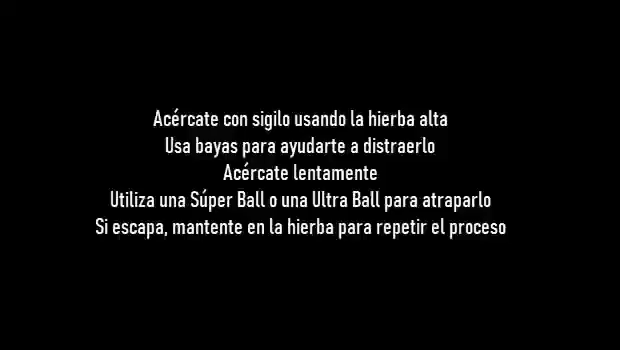 Acércate con sigilo usando la hierba alta
Usa bayas para ayudarte a distraerlo
Acércate lentamente
Utiliza una Súper Ball o una Ultra Ball para atraparlo
Si escapa, mantente en la hierba para repetir el proceso